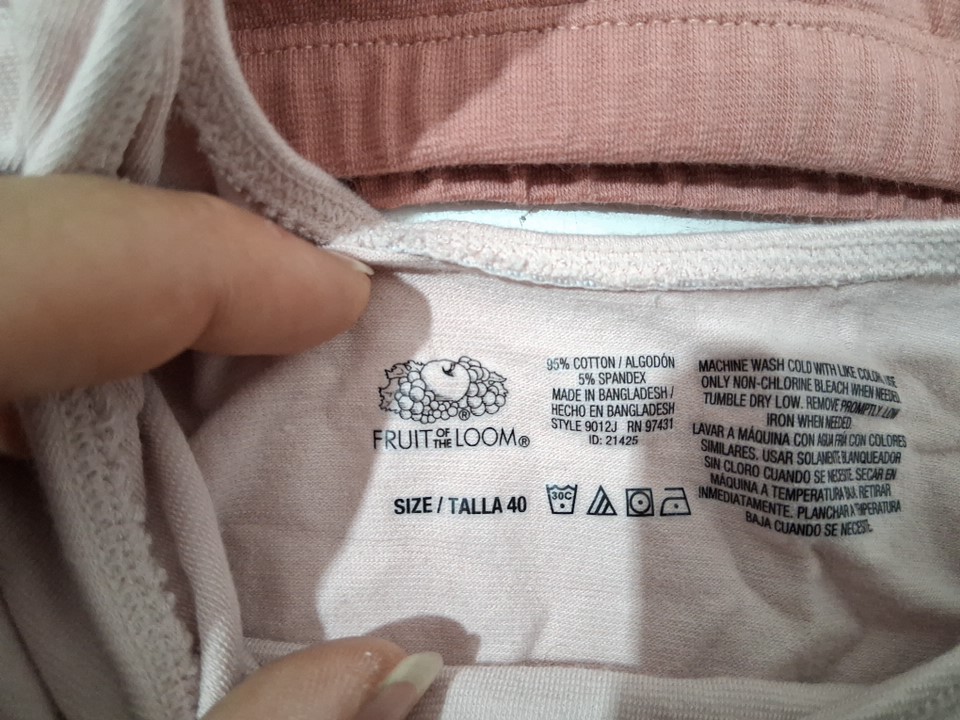 FRUIT OF THE LOOM®
SIZE / TALLA 40
30C
95% COTTON / ALGODÓN
5% SPANDEX
MADE IN BANGLADESH /
HECHO EN BANGLADESH
STYLE 9012J RN 97431
ID: 21425
MACHINE WASH COLD WITH LIKE COLOR
ONLY NON-CHLORINE BLEACH WHEN NEEDED.
TUMBLE DRY LOW. REMOVE PROMPTLY. LOW
IRON WHEN NEEDED.
LAVAR A MÁQUINA CON AGUA FRÍA CON COLORES
SIMILARES. USAR SOLAMENTE BLANQUEADOR
SIN CLORO CUANDO SE NECESITE. SECAR EN
MÁQUINA A TEMPERATURA BAJA. RETIRAR
INMEDIATAMENTE. PLANCHAR A TEMPERATURA
BAJA CUANDO SE NECESITE.